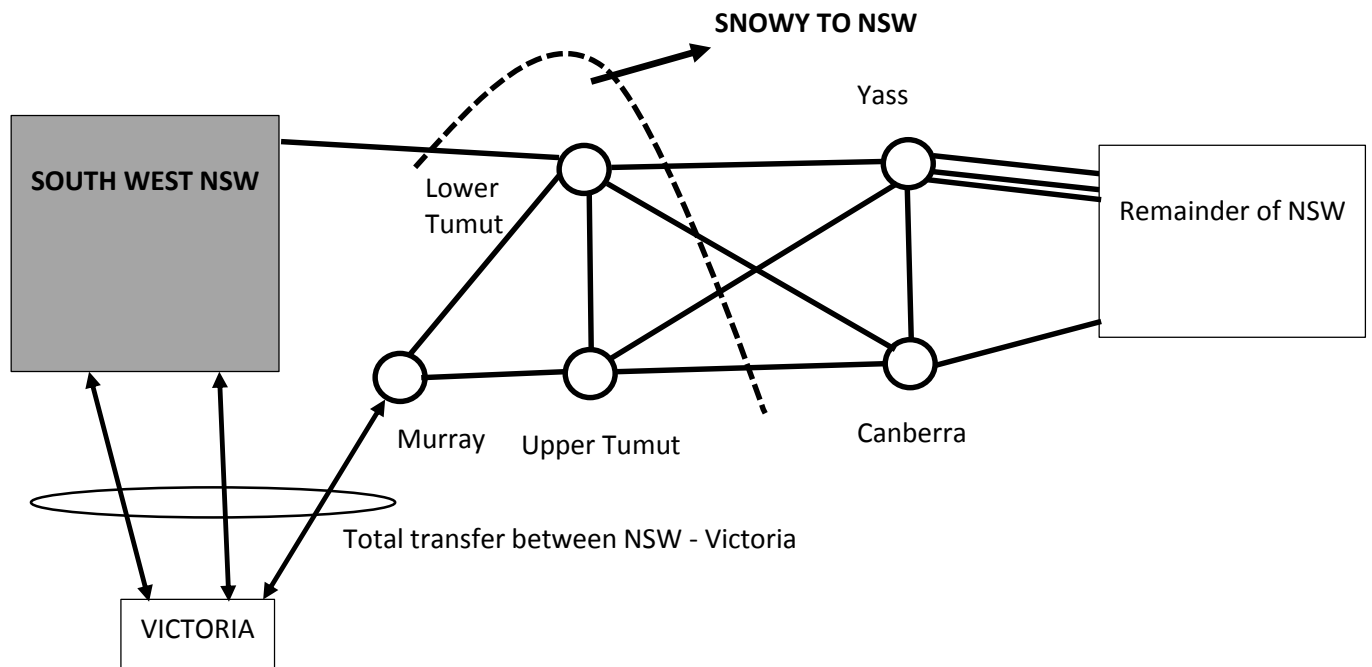 SNOWY TO NSW
Yass
SOUTH WEST NSW
Lower
Tumut
Remainder of NSW
Murray
Upper Tumut
Canberra
Total transfer between NSW - Victoria
VICTORIA